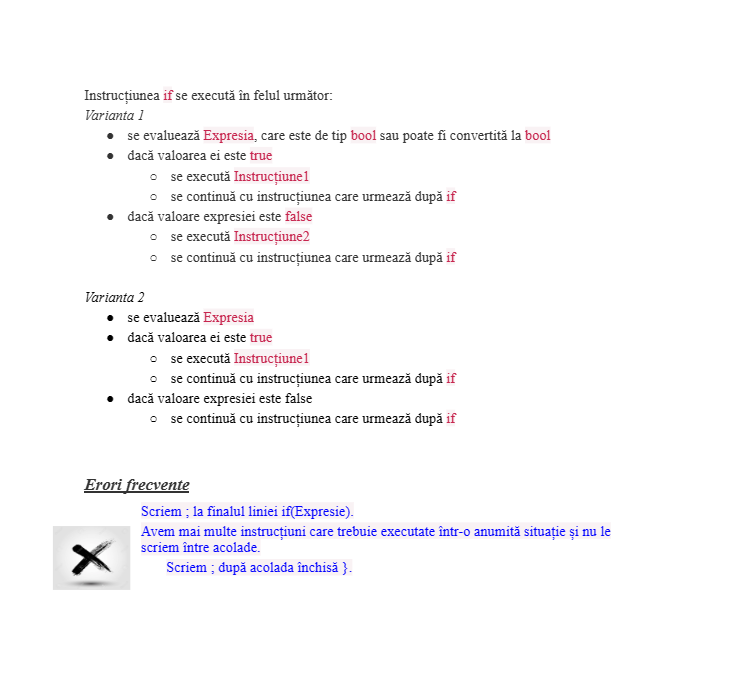 Instrucțiunea if se execută în felul următor:
Varianta 1
● se evaluează Expresia, care este de tip bool sau poate fi convertită la bool
● dacă valoarea ei este true
○ se execută Instrucțiune1
○ se continuă cu instrucțiunea care urmează după if
● dacă valoare expresiei este false
○ se execută Instrucțiune2
○ se continuă cu instrucțiunea care urmează după if
Varianta 2
● se evaluează Expresia
● dacă valoarea ei este true
○ se execută Instrucțiune1
○ se continuă cu instrucțiunea care urmează după if
● dacă valoare expresiei este false
○ se continuă cu instrucțiunea care urmează după if
Erori frecvente
Scriem ; la finalul liniei if(Expresie).
Avem mai multe instrucțiuni care trebuie executate într-o anumită situație și nu le
scriem între acolade.
Scriem ; după acolada închisă }.